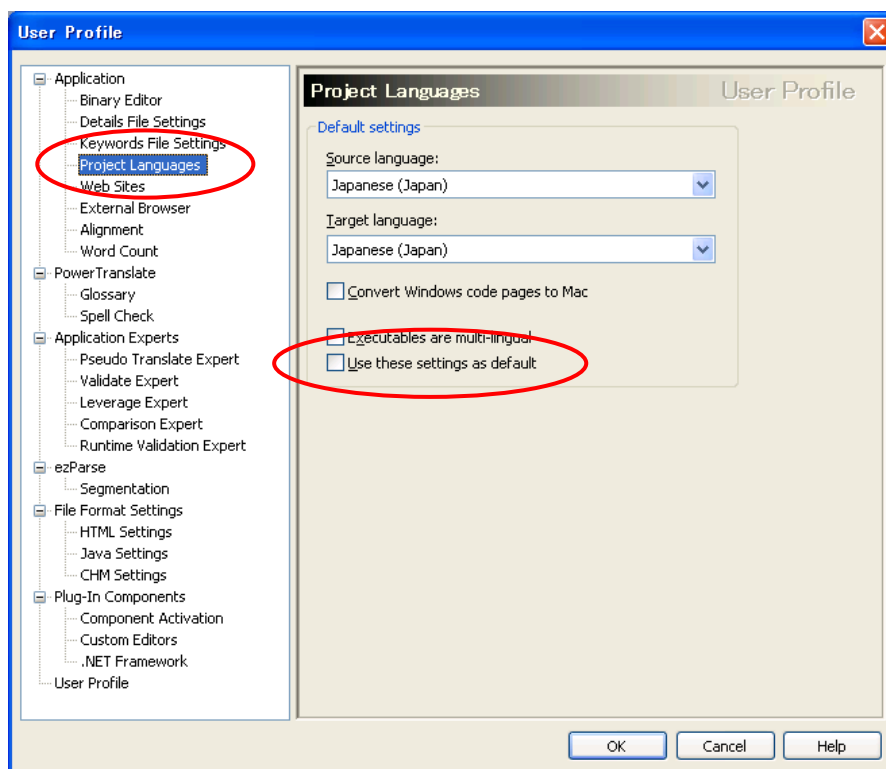 User Profile
Application
Binary Editor
Details File Settings
Keywords File Settings
Project Languages
Web Sites
External Browser
Alignment
Word Count
PowerTranslate
Glossary
Spell Check
Application Experts
Pseudo Translate Expert
Validate Expert
Leverage Expert
Comparison Expert
Runtime Validation Expert
ezParse
Segmentation
File Format Settings
HTML Settings
Java Settings
CHM Settings
Plug-In Components
Component Activation
Custom Editors
.NET Framework
User Profile
Project Languages User Profile
Default settings
Source language:
Japanese (Japan)
Target language:
Japanese (Japan)
Convert Windows code pages to Mac
Executables are multi-lingual
Use these settings as default
OK Cancel Help